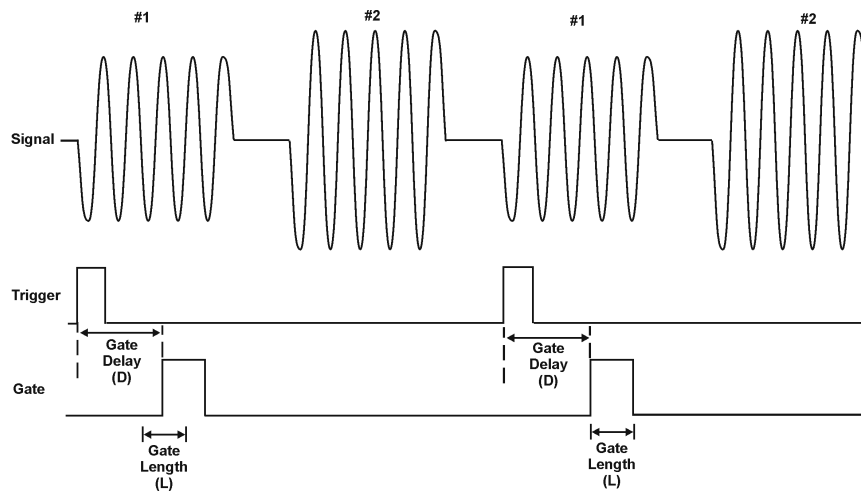 #1
#2
#1
#2
Signal
Trigger
Gate
Delay
(D)
Gate
Delay
(D)
Gate
Gate
Length
(L)
Gate
Length
(L)